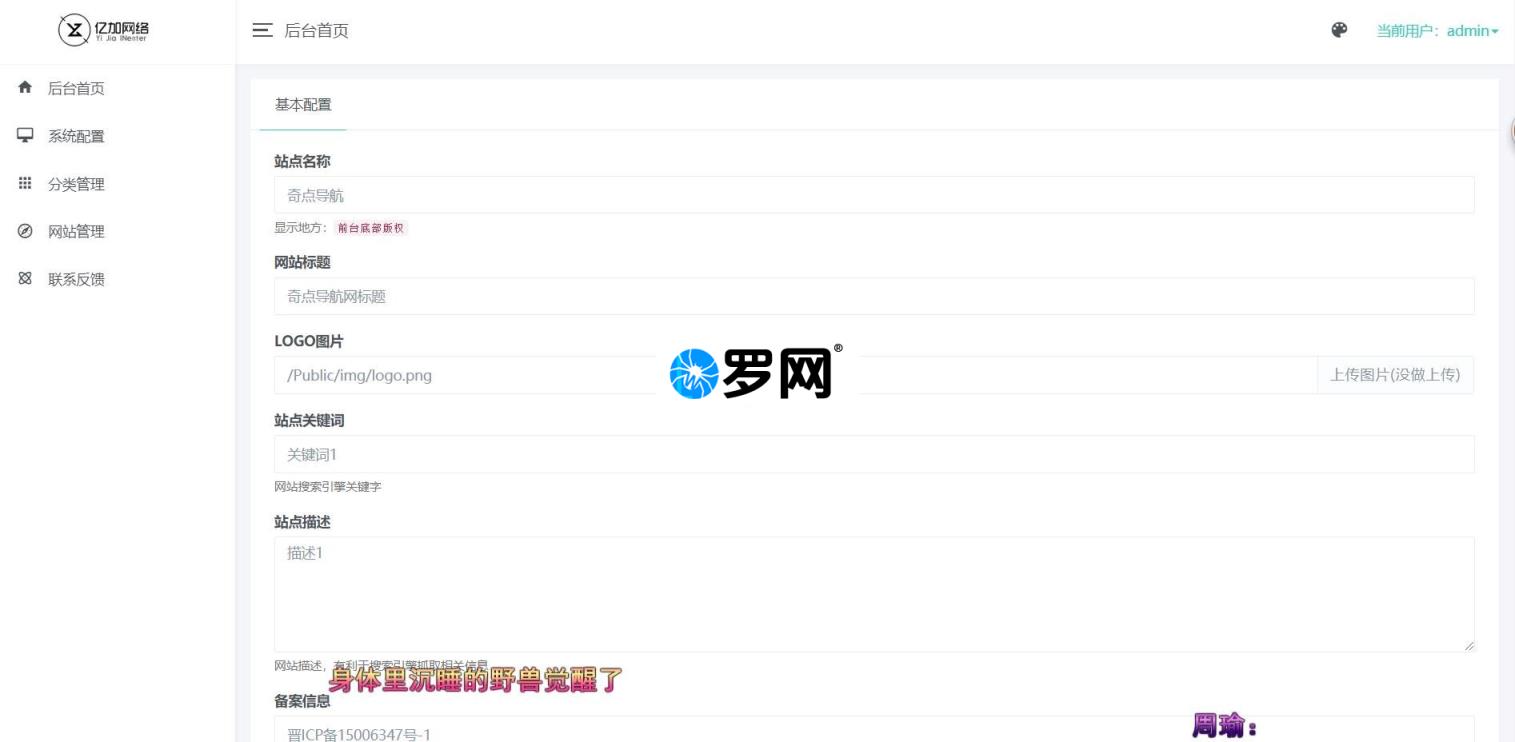 亿加网络
Yi Jia INenter
后台首页
当前用户：admin
后台首页
系统配置
分类管理
网站管理
联系反馈
基本配置
站点名称
奇点导航
显示地方：前台底部版权
网站标题
奇点导航网标题
LOGO图片
/Public/img/logo.png
上传图片(没做上传)
罗网®
站点关键词
关键词1
网站搜索引擎关键字
站点描述
描述1
网站描述，有利于搜索引擎抓取相关信息
身体里沉睡的野兽觉醒了
备案信息
晋ICP备15006347号-1
周瑜：